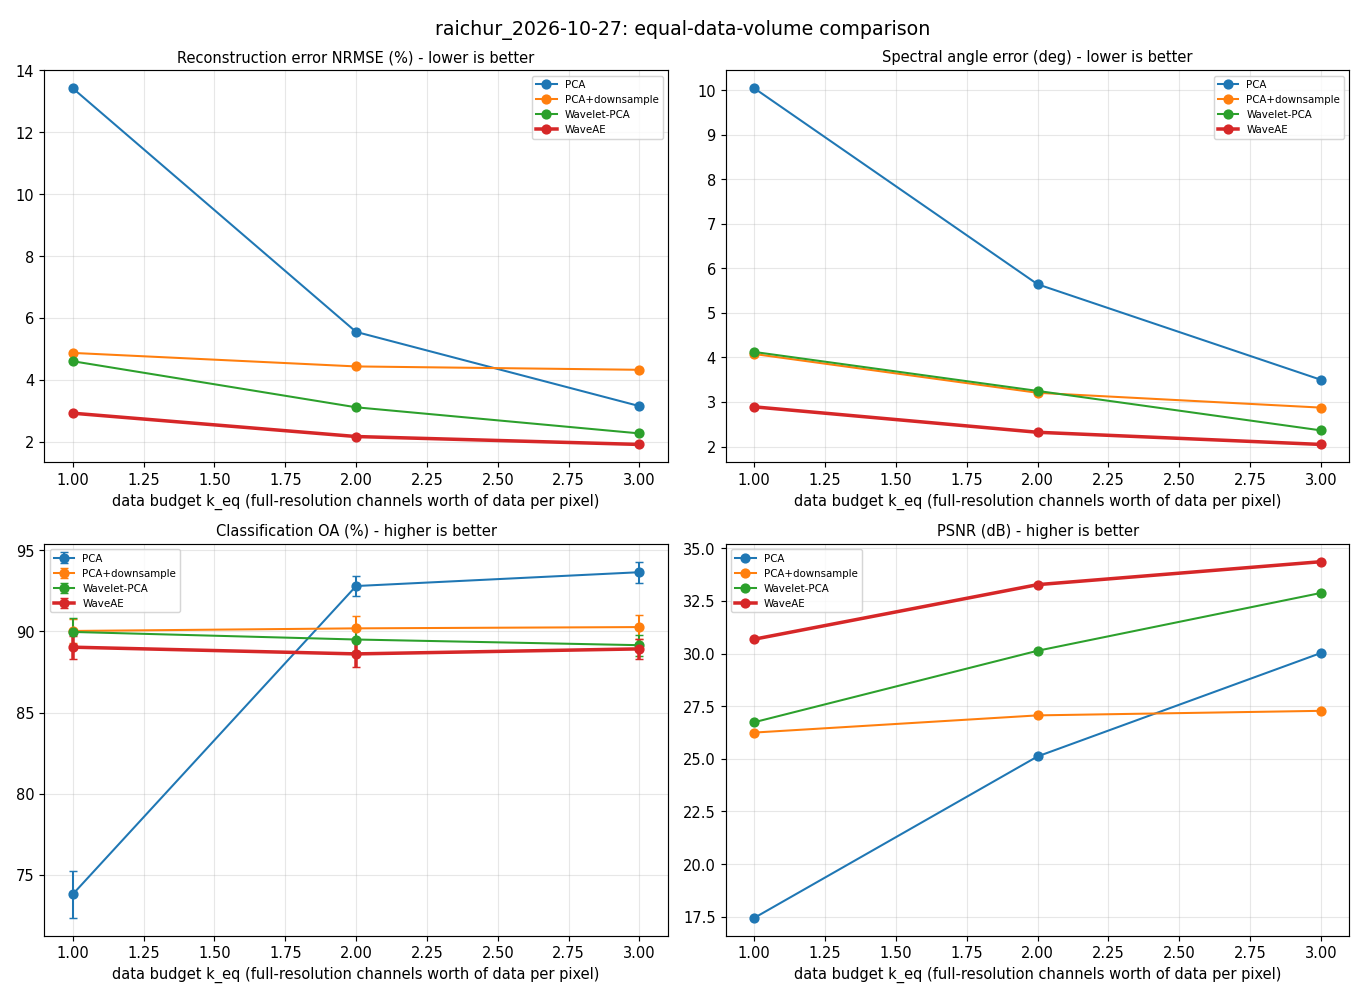 raichur_2026-10-27: equal-data-volume comparison
Reconstruction error NRMSE (%) - lower is better
14
12
10
8
6
4
2
PCA
PCA+downsample
Wavelet-PCA
WaveAE
1.00 1.25 1.50 1.75 2.00 2.25 2.50 2.75 3.00
data budget k_eq (full-resolution channels worth of data per pixel)
Spectral angle error (deg) - lower is better
10
9
8
7
6
5
4
3
2
PCA
PCA+downsample
Wavelet-PCA
WaveAE
1.00 1.25 1.50 1.75 2.00 2.25 2.50 2.75 3.00
data budget k_eq (full-resolution channels worth of data per pixel)
Classification OA (%) - higher is better
95
90
85
80
75
PCA
PCA+downsample
Wavelet-PCA
WaveAE
1.00 1.25 1.50 1.75 2.00 2.25 2.50 2.75 3.00
data budget k_eq (full-resolution channels worth of data per pixel)
PSNR (dB) - higher is better
35.0
32.5
30.0
27.5
25.0
22.5
20.0
17.5
PCA
PCA+downsample
Wavelet-PCA
WaveAE
1.00 1.25 1.50 1.75 2.00 2.25 2.50 2.75 3.00
data budget k_eq (full-resolution channels worth of data per pixel)